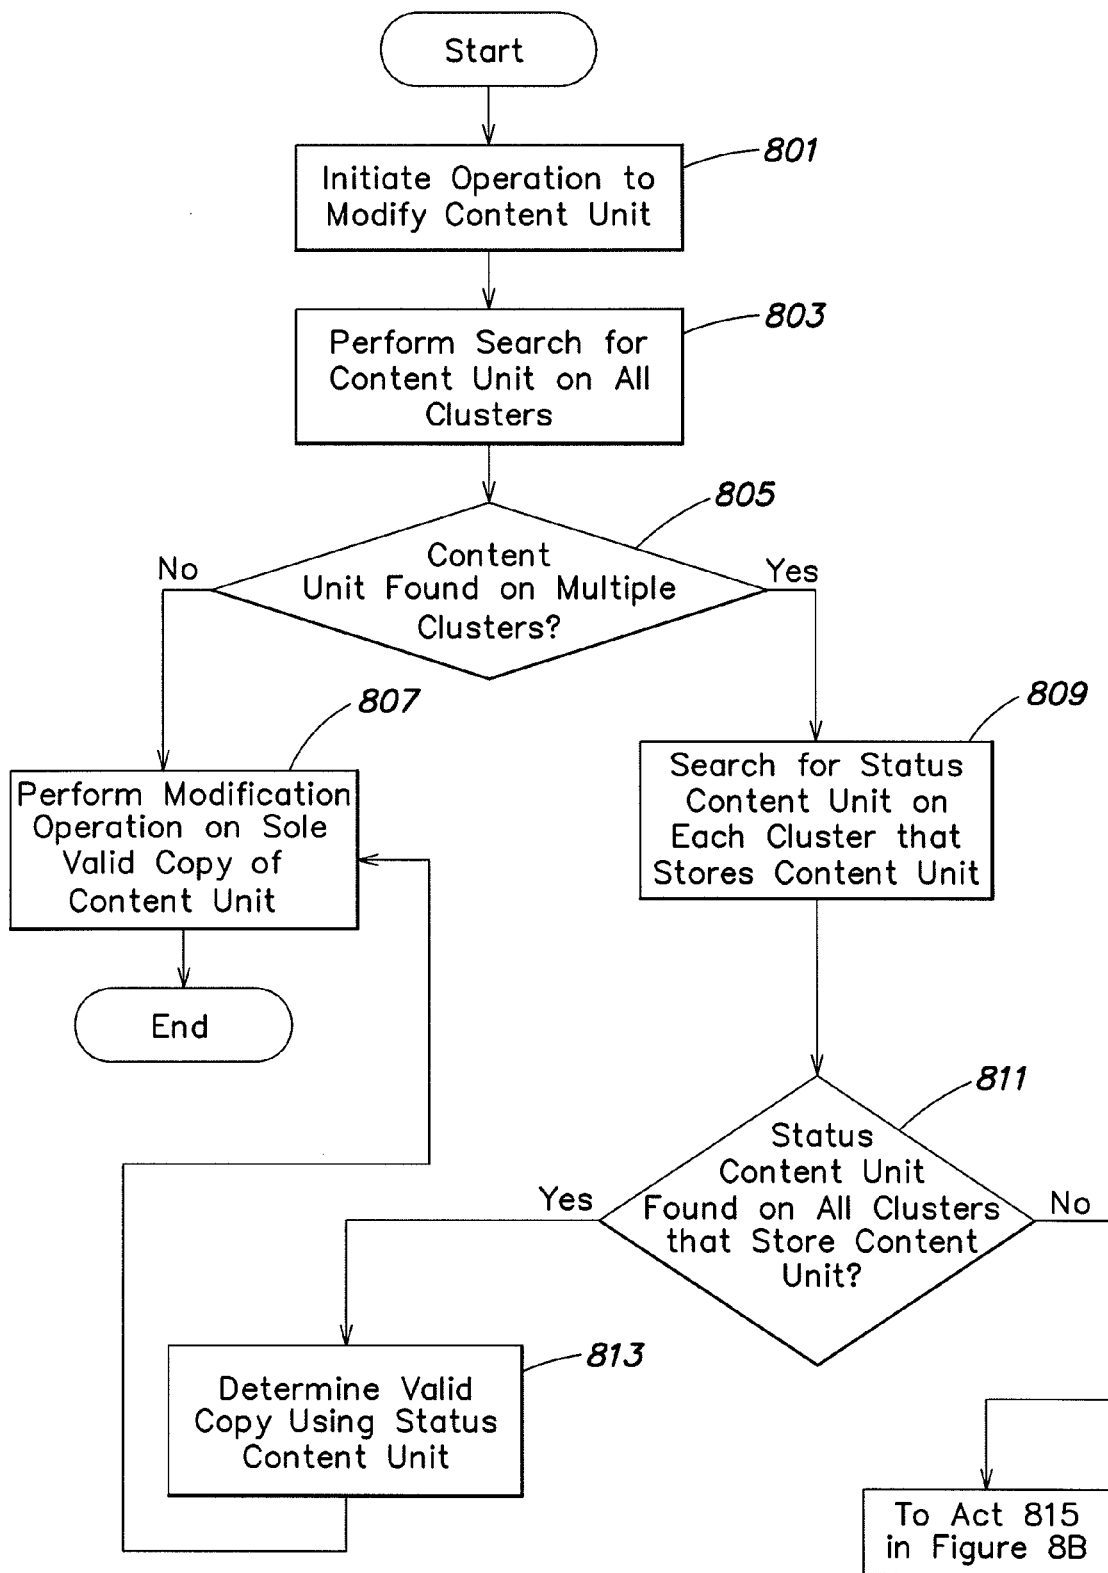 Start
801
Initiate Operation to
Modify Content Unit
803
Perform Search for
Content Unit on All
Clusters
805
No
Content
Unit Found on Multiple
Clusters?
Yes
807
Perform Modification
Operation on Sole
Valid Copy of
Content Unit
End
809
Search for Status
Content Unit on
Each Cluster that
Stores Content Unit
811
Yes
Status
Content Unit
Found on All Clusters
that Store Content
Unit?
No
813
Determine Valid
Copy Using Status
Content Unit
To Act 815
in Figure 8B